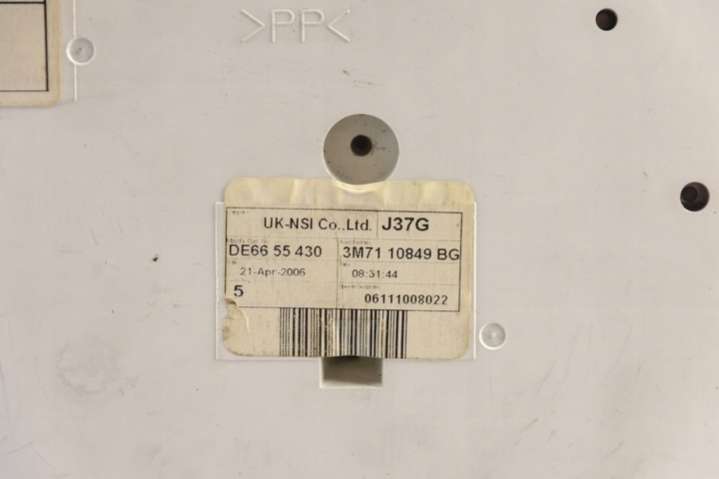 >PP<
UK-NSI Co.,Ltd. J37G
DE66 55 430 3M71 10849 BG
21-Apr-2006 08:31:44
5 06111008022